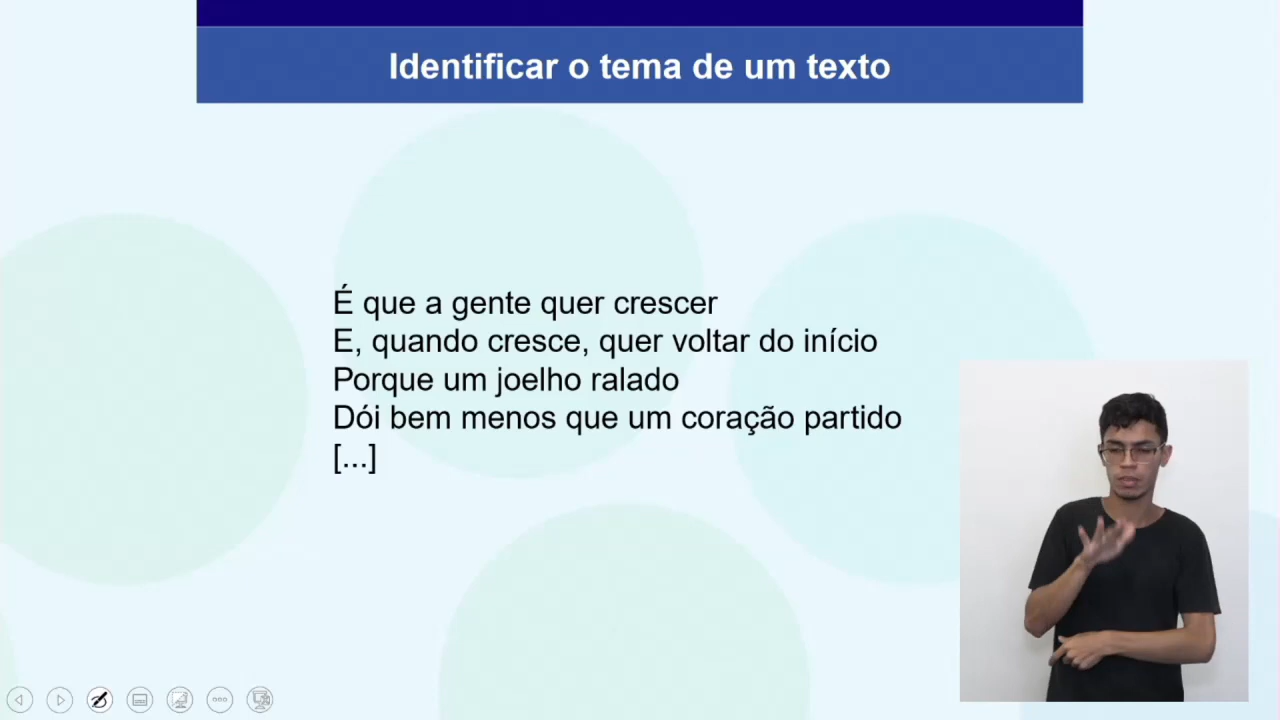 Identificar o tema de um texto
É que a gente quer crescer
E, quando cresce, quer voltar do início
Porque um joelho ralado
Dói bem menos que um coração partido
[...]